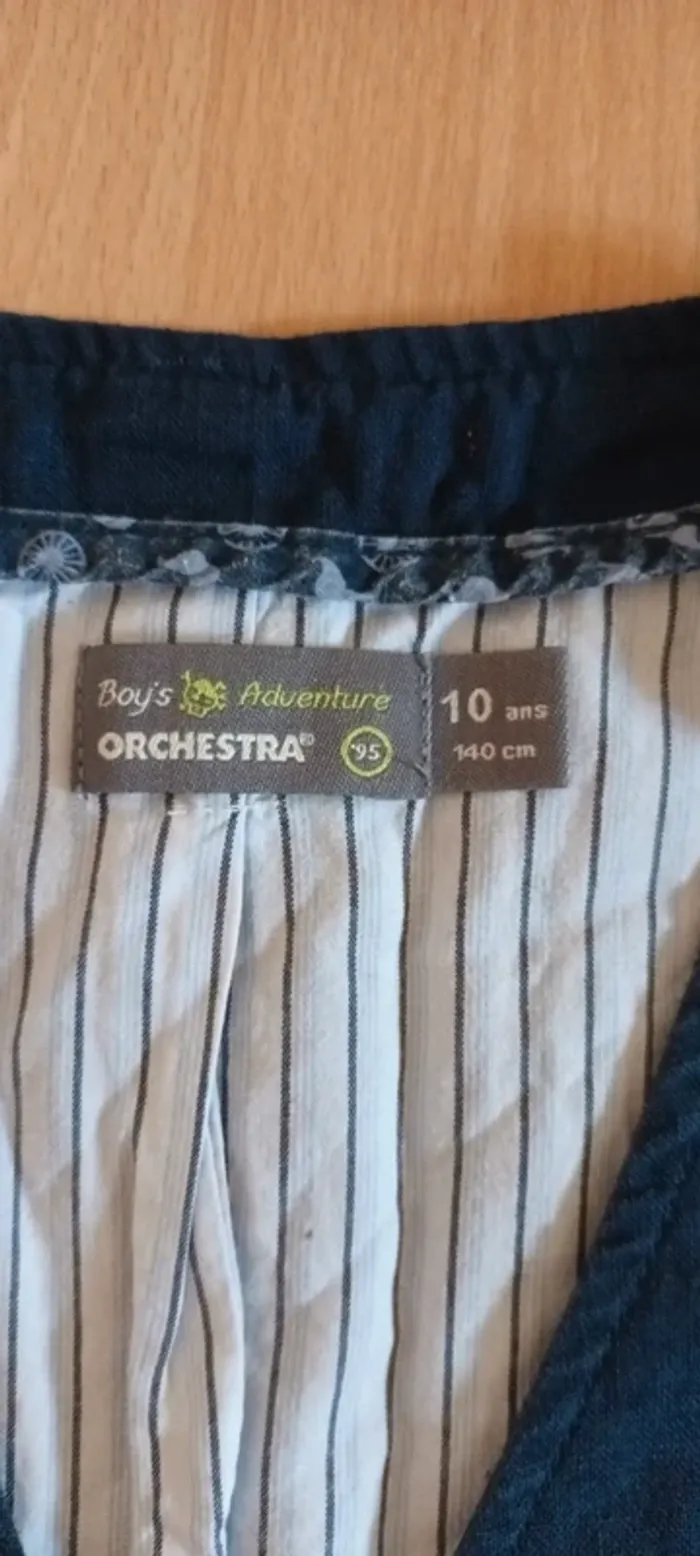 Boy's Adventure
ORCHESTRA® '95
10 ans
140 cm